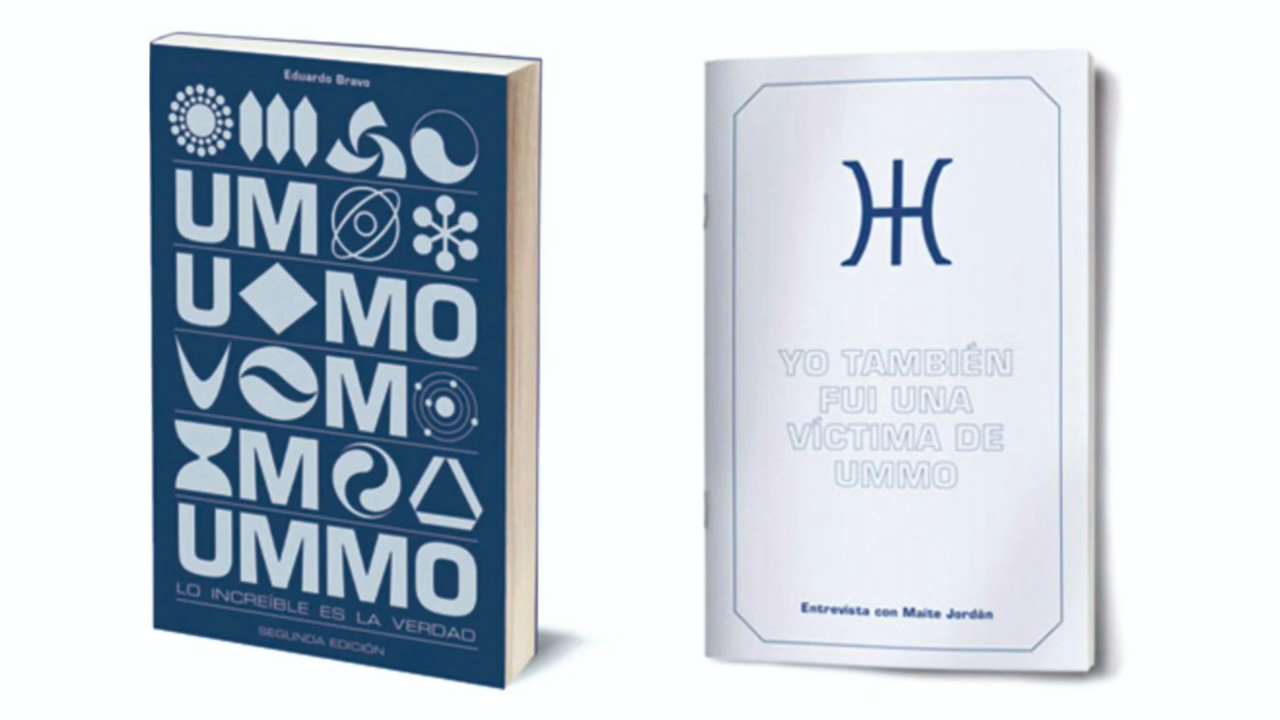 Eduardo Bravo
UM
U MO
M
M
UMMO
LO INCREÍBLE ES LA VERDAD
SEGUNDA EDICIÓN
YO TAMBIÉN
FUI UNA
VÍCTIMA DE
UMMO
Entrevista con Maite Jordán